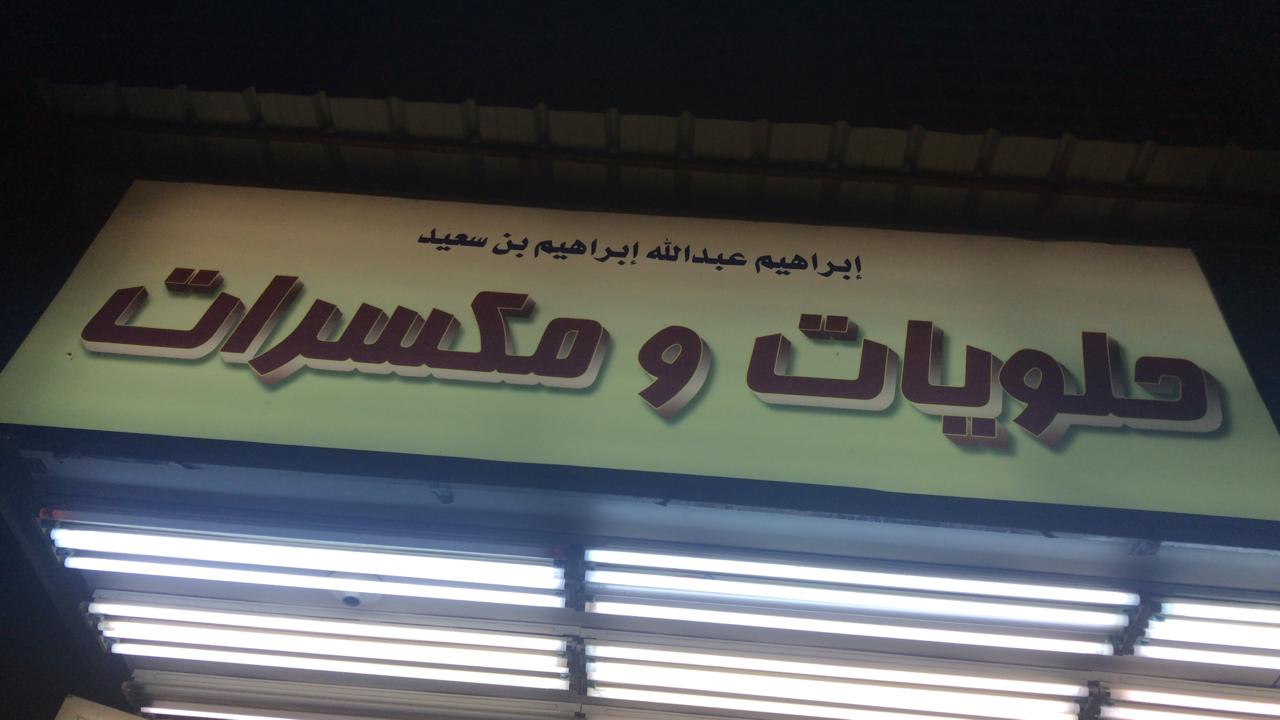 إبراهيم عبدالله إبراهيم بن سعيد
حلويات و مكسرات